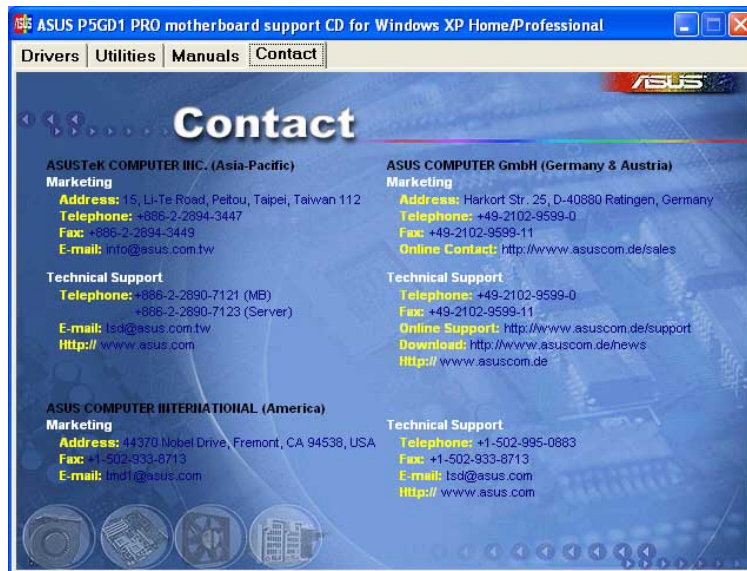 ASUS P5GD1 PRO motherboard support CD for Windows XP Home/Professional
Drivers Utilities Manuals Contact
/SUS
Contact
ASUSTeK COMPUTER INC. (Asia-Pacific)
Marketing
Address: 15, Li-Te Road, Peitou, Taipei, Taiwan 112
Telephone: +886-2-2894-3447
Fax: +886-2-2894-3449
E-mail: info@asus.com.tw
Technical Support
Telephone: +886-2-2890-7121 (MB)
+886-2-2890-7123 (Server)
E-mail: tsd@asus.com.tw
Http:// www.asus.com
ASUS COMPUTER GmbH (Germany & Austria)
Marketing
Address: Harkort Str. 25, D-40880 Ratingen, Germany
Telephone: +49-2102-9599-0
Fax: +49-2102-9599-11
Online Contact: http://www.asuscom.de/sales
Technical Support
Telephone: +49-2102-9599-0
Fax: +49-2102-9599-11
Online Support: http://www.asuscom.de/support
Download: http://www.asuscom.de/news
Http:// www.asuscom.de
ASUS COMPUTER INTERNATIONAL (America)
Marketing
Address: 44370 Nobel Drive, Fremont, CA 94538, USA
Fax: +1-502-933-8713
E-mail: tmd1@asus.com
Technical Support
Telephone: +1-502-995-0883
Fax: +1-502-933-8713
E-mail: tsd@asus.com
Http:// www.asus.com